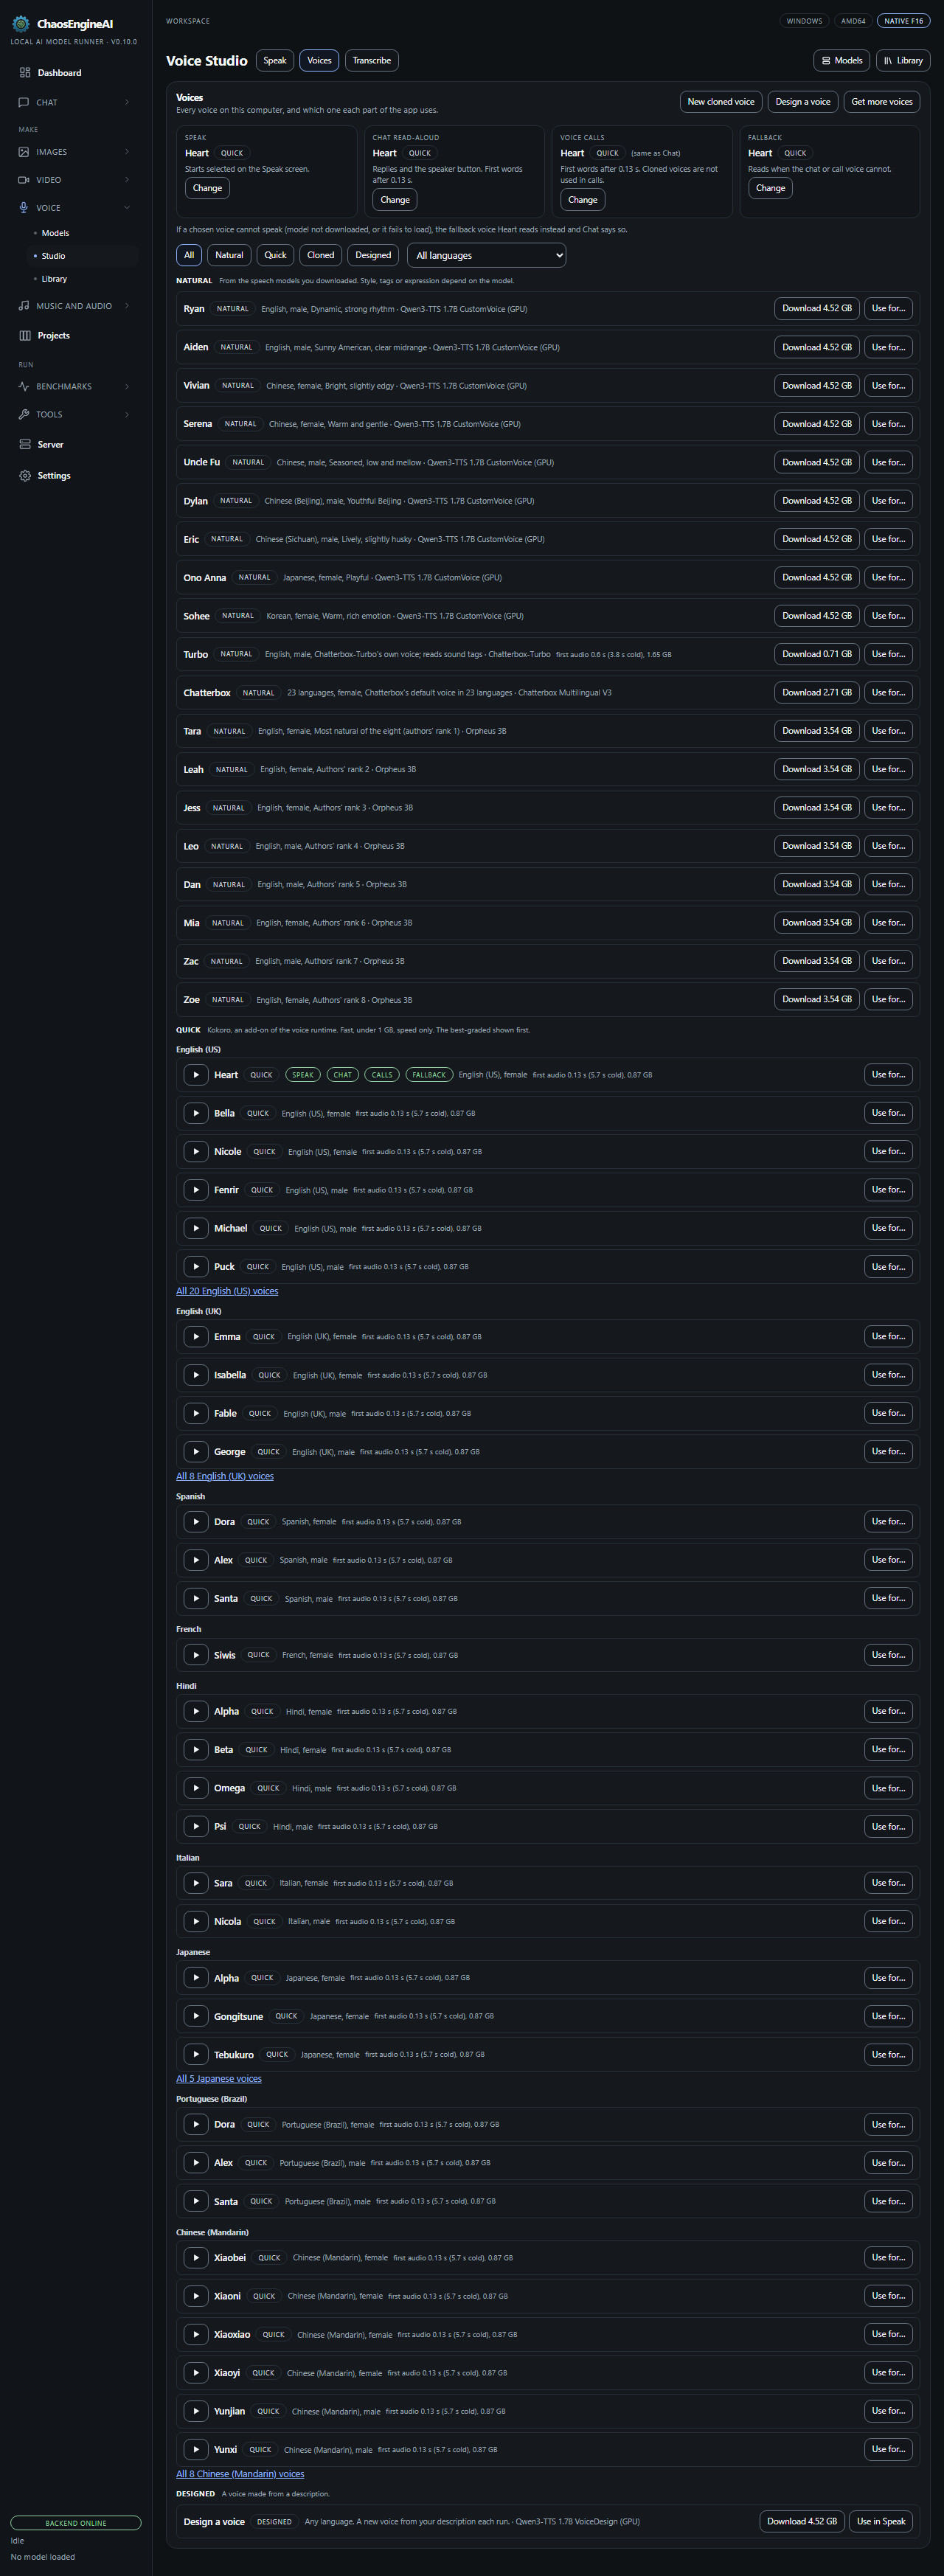 ChaosEngineAI
LOCAL AI MODEL RUNNER · V0.10.0
Dashboard
CHAT
MAKE
IMAGES
VIDEO
VOICE
Models
Studio
Library
MUSIC AND AUDIO
Projects
RUN
BENCHMARKS
TOOLS
Server
Settings
BACKEND ONLINE
Idle
No model loaded
WORKSPACE
WINDOWS AMD64 NATIVE F16
Voice Studio Speak Voices Transcribe Models Library
Voices
Every voice on this computer, and which one each part of the app uses.
New cloned voice Design a voice Get more voices
SPEAK
Heart QUICK
Starts selected on the Speak screen.
Change
CHAT READ-ALOUD
Heart QUICK
Replies and the speaker button. First words
after 0.13 s.
Change
VOICE CALLS
Heart QUICK (same as Chat)
First words after 0.13 s. Cloned voices are not
used in calls.
Change
FALLBACK
Heart QUICK
Reads when the chat or call voice cannot.
Change
If a chosen voice cannot speak (model not downloaded, or it fails to load), the fallback voice Heart reads instead and Chat says so.
All Natural Quick Cloned Designed All languages
NATURAL From the speech models you downloaded. Style, tags or expression depend on the model.
Ryan NATURAL English, male, Dynamic, strong rhythm · Qwen3-TTS 1.7B CustomVoice (GPU) Download 4.52 GB Use for...
Aiden NATURAL English, male, Sunny American, clear midrange · Qwen3-TTS 1.7B CustomVoice (GPU) Download 4.52 GB Use for...
Vivian NATURAL Chinese, female, Bright, slightly edgy · Qwen3-TTS 1.7B CustomVoice (GPU) Download 4.52 GB Use for...
Serena NATURAL Chinese, female, Warm and gentle · Qwen3-TTS 1.7B CustomVoice (GPU) Download 4.52 GB Use for...
Uncle Fu NATURAL Chinese, male, Seasoned, low and mellow · Qwen3-TTS 1.7B CustomVoice (GPU) Download 4.52 GB Use for...
Dylan NATURAL Chinese (Beijing), male, Youthful Beijing · Qwen3-TTS 1.7B CustomVoice (GPU) Download 4.52 GB Use for...
Eric NATURAL Chinese (Sichuan), male, Lively, slightly husky · Qwen3-TTS 1.7B CustomVoice (GPU) Download 4.52 GB Use for...
Ono Anna NATURAL Japanese, female, Playful · Qwen3-TTS 1.7B CustomVoice (GPU) Download 4.52 GB Use for...
Sohee NATURAL Korean, female, Warm, rich emotion · Qwen3-TTS 1.7B CustomVoice (GPU) Download 4.52 GB Use for...
Turbo NATURAL English, male, Chatterbox-Turbo's own voice; reads sound tags · Chatterbox-Turbo first audio 0.6 s (3.8 s cold), 1.65 GB Download 0.71 GB Use for...
Chatterbox NATURAL 23 languages, female, Chatterbox's default voice in 23 languages · Chatterbox Multilingual V3 Download 2.71 GB Use for...
Tara NATURAL English, female, Most natural of the eight (authors' rank 1) · Orpheus 3B Download 3.54 GB Use for...
Leah NATURAL English, female, Authors' rank 2 · Orpheus 3B Download 3.54 GB Use for...
Jess NATURAL English, female, Authors' rank 3 · Orpheus 3B Download 3.54 GB Use for...
Leo NATURAL English, male, Authors' rank 4 · Orpheus 3B Download 3.54 GB Use for...
Dan NATURAL English, male, Authors' rank 5 · Orpheus 3B Download 3.54 GB Use for...
Mia NATURAL English, female, Authors' rank 6 · Orpheus 3B Download 3.54 GB Use for...
Zac NATURAL English, male, Authors' rank 7 · Orpheus 3B Download 3.54 GB Use for...
Zoe NATURAL English, female, Authors' rank 8 · Orpheus 3B Download 3.54 GB Use for...
QUICK Kokoro, an add-on of the voice runtime. Fast, under 1 GB, speed only. The best-graded shown first.
English (US)
Heart QUICK SPEAK CHAT CALLS FALLBACK English (US), female first audio 0.13 s (5.7 s cold), 0.87 GB Use for...
Bella QUICK English (US), female first audio 0.13 s (5.7 s cold), 0.87 GB Use for...
Nicole QUICK English (US), female first audio 0.13 s (5.7 s cold), 0.87 GB Use for...
Fenrir QUICK English (US), male first audio 0.13 s (5.7 s cold), 0.87 GB Use for...
Michael QUICK English (US), male first audio 0.13 s (5.7 s cold), 0.87 GB Use for...
Puck QUICK English (US), male first audio 0.13 s (5.7 s cold), 0.87 GB Use for...
All 20 English (US) voices
English (UK)
Emma QUICK English (UK), female first audio 0.13 s (5.7 s cold), 0.87 GB Use for...
Isabella QUICK English (UK), female first audio 0.13 s (5.7 s cold), 0.87 GB Use for...
Fable QUICK English (UK), male first audio 0.13 s (5.7 s cold), 0.87 GB Use for...
George QUICK English (UK), male first audio 0.13 s (5.7 s cold), 0.87 GB Use for...
All 8 English (UK) voices
Spanish
Dora QUICK Spanish, female first audio 0.13 s (5.7 s cold), 0.87 GB Use for...
Alex QUICK Spanish, male first audio 0.13 s (5.7 s cold), 0.87 GB Use for...
Santa QUICK Spanish, male first audio 0.13 s (5.7 s cold), 0.87 GB Use for...
French
Siwis QUICK French, female first audio 0.13 s (5.7 s cold), 0.87 GB Use for...
Hindi
Alpha QUICK Hindi, female first audio 0.13 s (5.7 s cold), 0.87 GB Use for...
Beta QUICK Hindi, female first audio 0.13 s (5.7 s cold), 0.87 GB Use for...
Omega QUICK Hindi, male first audio 0.13 s (5.7 s cold), 0.87 GB Use for...
Psi QUICK Hindi, male first audio 0.13 s (5.7 s cold), 0.87 GB Use for...
Italian
Sara QUICK Italian, female first audio 0.13 s (5.7 s cold), 0.87 GB Use for...
Nicola QUICK Italian, male first audio 0.13 s (5.7 s cold), 0.87 GB Use for...
Japanese
Alpha QUICK Japanese, female first audio 0.13 s (5.7 s cold), 0.87 GB Use for...
Gongitsune QUICK Japanese, female first audio 0.13 s (5.7 s cold), 0.87 GB Use for...
Tebukuro QUICK Japanese, female first audio 0.13 s (5.7 s cold), 0.87 GB Use for...
All 5 Japanese voices
Portuguese (Brazil)
Dora QUICK Portuguese (Brazil), female first audio 0.13 s (5.7 s cold), 0.87 GB Use for...
Alex QUICK Portuguese (Brazil), male first audio 0.13 s (5.7 s cold), 0.87 GB Use for...
Santa QUICK Portuguese (Brazil), male first audio 0.13 s (5.7 s cold), 0.87 GB Use for...
Chinese (Mandarin)
Xiaobei QUICK Chinese (Mandarin), female first audio 0.13 s (5.7 s cold), 0.87 GB Use for...
Xiaoni QUICK Chinese (Mandarin), female first audio 0.13 s (5.7 s cold), 0.87 GB Use for...
Xiaoxiao QUICK Chinese (Mandarin), female first audio 0.13 s (5.7 s cold), 0.87 GB Use for...
Xiaoyi QUICK Chinese (Mandarin), female first audio 0.13 s (5.7 s cold), 0.87 GB Use for...
Yunjian QUICK Chinese (Mandarin), male first audio 0.13 s (5.7 s cold), 0.87 GB Use for...
Yunxi QUICK Chinese (Mandarin), male first audio 0.13 s (5.7 s cold), 0.87 GB Use for...
All 8 Chinese (Mandarin) voices
DESIGNED A voice made from a description.
Design a voice DESIGNED Any language. A new voice from your description each run. · Qwen3-TTS 1.7B VoiceDesign (GPU) Download 4.52 GB Use in Speak